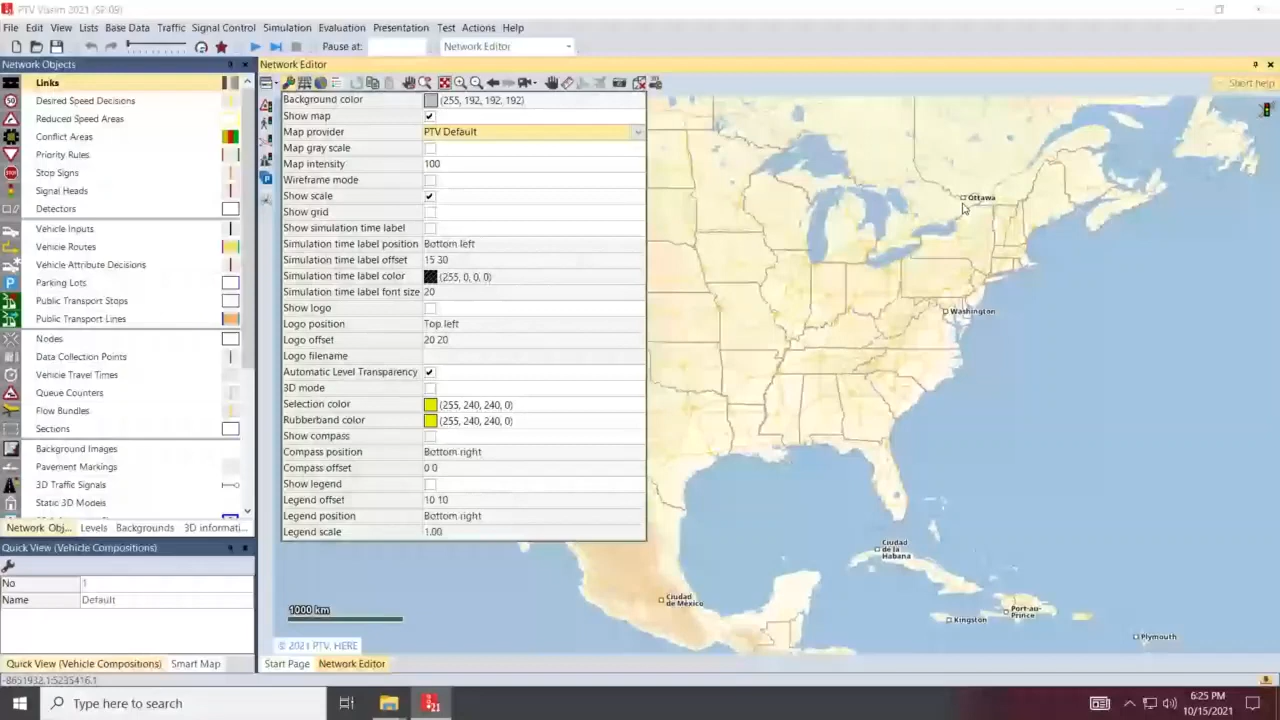 PTV Vissim 2021 (SP 09)
File Edit View Lists Base Data Traffic Signal Control Simulation Evaluation Presentation Test Actions Help
Pause at: Network Editor
Network Objects
Links
Desired Speed Decisions
Reduced Speed Areas
Conflict Areas
Priority Rules
Stop Signs
Signal Heads
Detectors
Vehicle Inputs
Vehicle Routes
Vehicle Attribute Decisions
Parking Lots
Public Transport Stops
Public Transport Lines
Nodes
Data Collection Points
Vehicle Travel Times
Queue Counters
Flow Bundles
Sections
Background Images
Pavement Markings
3D Traffic Signals
Static 3D Models
Network Obj... Levels Backgrounds 3D informati...
Quick View (Vehicle Compositions)
No 1
Name Default
Quick View (Vehicle Compositions) Smart Map
Network Editor
Short help
Background color (255, 192, 192, 192)
Show map
Map provider PTV Default
Map gray scale
Map intensity 100
Wireframe mode
Show scale
Show grid
Show simulation time label
Simulation time label position Bottom left
Simulation time label offset 15 30
Simulation time label color (255, 0, 0, 0)
Simulation time label font size 20
Show logo
Logo position Top left
Logo offset 20 20
Logo filename
Automatic Level Transparency
3D mode
Selection color (255, 240, 240, 0)
Rubberband color (255, 240, 240, 0)
Show compass
Compass position Bottom right
Compass offset 0 0
Show legend
Legend offset 10 10
Legend position Bottom right
Legend scale 1.00
Ottawa
Washington
Ciudad
de la
Habana
Ciudad
de México
Port-au-
Prince
Kingston
Plymouth
1000 km
© 2021 PTV, HERE
Start Page Network Editor
-8651932.1:5235416.1
Type here to search
21
6:25 PM
10/15/2021